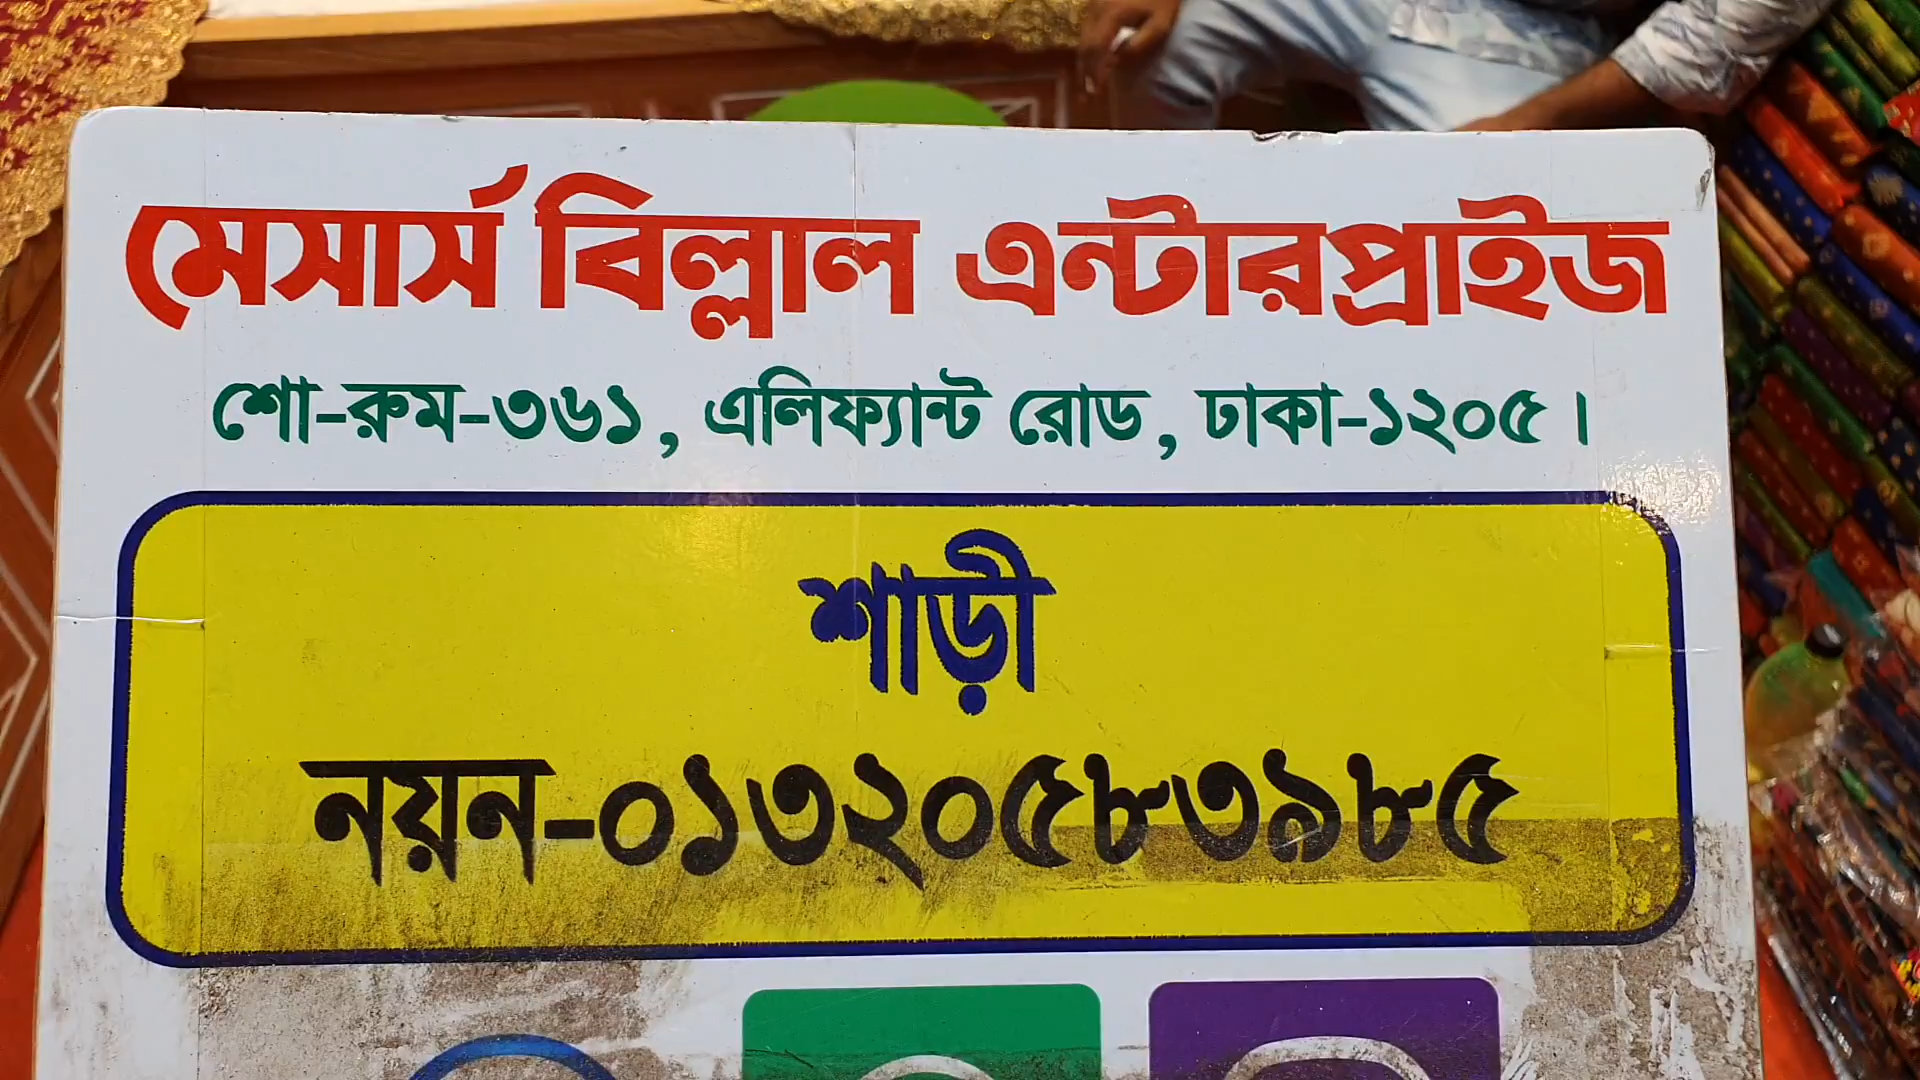 মেসার্স বিল্লাল এন্টারপ্রাইজ
শো-রুম-৩৬১, এলিফ্যান্ট রোড, ঢাকা-১২০৫।
শাড়ী
নয়ন-০১৩২০৫৮৩৯৮৫